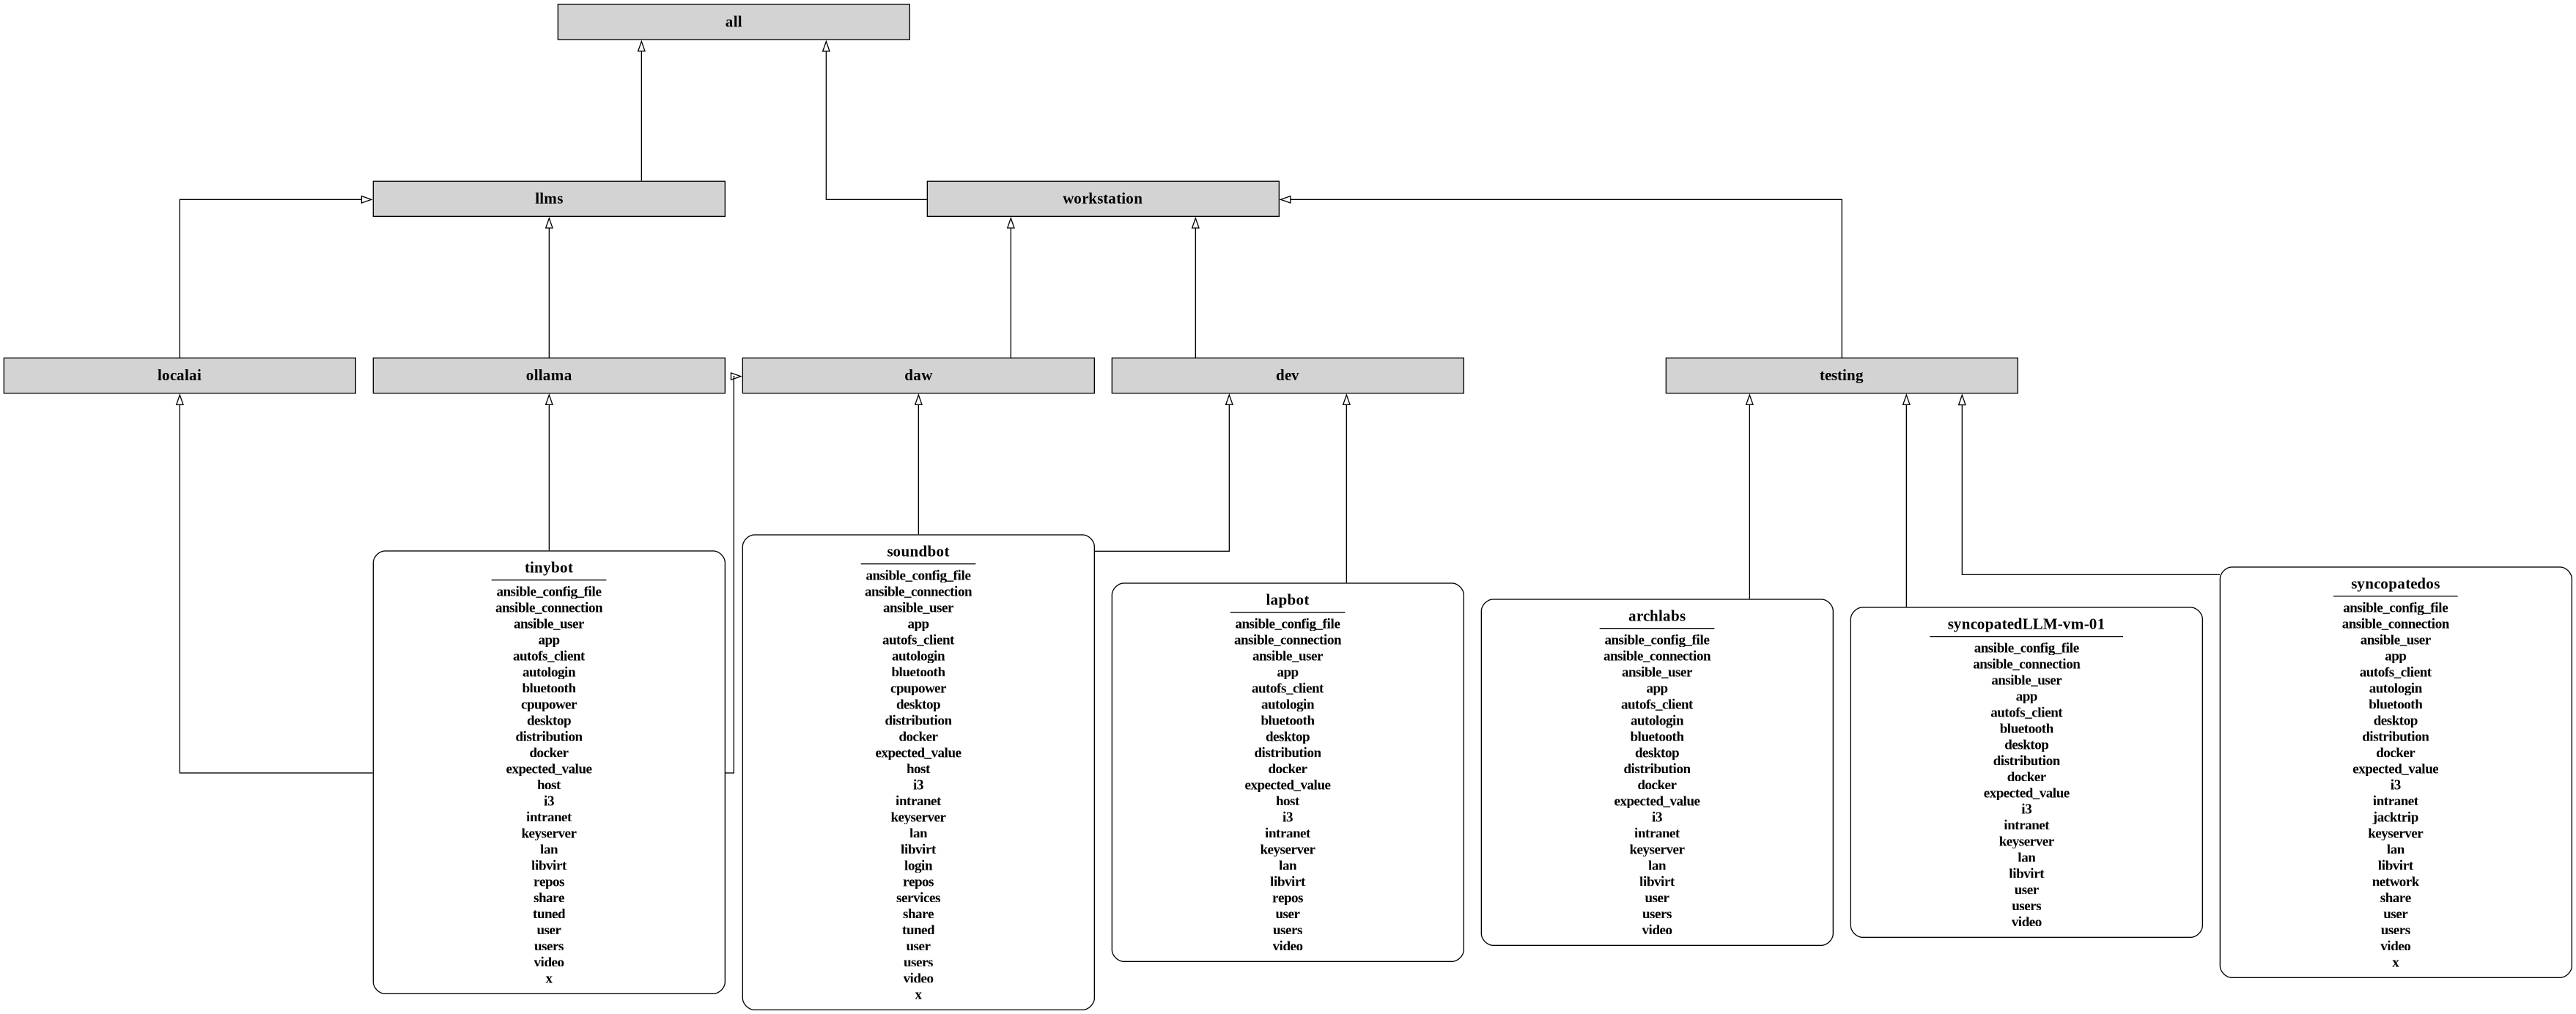 all
llms
workstation
localai
ollama
daw
dev
testing
tinybot
ansible_config_file
ansible_connection
ansible_user
app
autofs_client
autologin
bluetooth
cpupower
desktop
distribution
docker
expected_value
host
i3
intranet
keyserver
lan
libvirt
repos
share
tuned
user
users
video
x
soundbot
ansible_config_file
ansible_connection
ansible_user
app
autofs_client
autologin
bluetooth
cpupower
desktop
distribution
docker
expected_value
host
i3
intranet
keyserver
lan
libvirt
login
repos
services
share
tuned
user
users
video
x
lapbot
ansible_config_file
ansible_connection
ansible_user
app
autofs_client
autologin
bluetooth
desktop
distribution
docker
expected_value
host
i3
intranet
keyserver
lan
libvirt
repos
user
users
video
archlabs
ansible_config_file
ansible_connection
ansible_user
app
autofs_client
autologin
bluetooth
desktop
distribution
docker
expected_value
i3
intranet
keyserver
lan
libvirt
user
users
video
syncopatedLLM-vm-01
ansible_config_file
ansible_connection
ansible_user
app
autofs_client
bluetooth
desktop
distribution
docker
expected_value
i3
intranet
keyserver
lan
libvirt
user
users
video
syncopatedos
ansible_config_file
ansible_connection
ansible_user
app
autofs_client
autologin
bluetooth
desktop
distribution
docker
expected_value
i3
intranet
jacktrip
keyserver
lan
libvirt
network
share
user
users
video
x